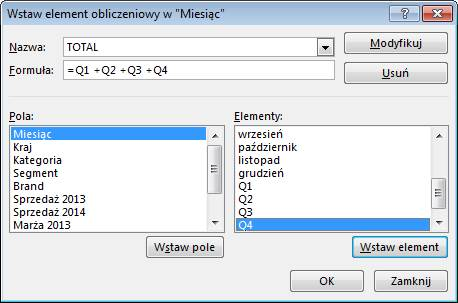 Wstaw element obliczeniowy w "Miesiąc"
Nazwa: TOTAL Modyfikuj
Formuła: =Q1 +Q2 +Q3 +Q4 Usuń
Pola:
Miesiąc
Kraj
Kategoria
Segment
Brand
Sprzedaż 2013
Sprzedaż 2014
Marża 2013
Wstaw pole
Elementy:
wrzesień
październik
listopad
grudzień
Q1
Q2
Q3
Q4
Wstaw element
OK Zamknij